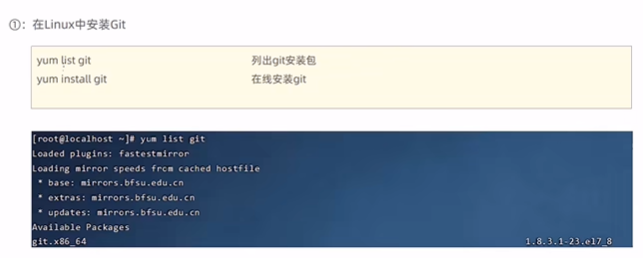 ①：在Linux中安装Git
yum list git 列出git安装包
yum install git 在线安装git
[root@localhost ~]# yum list git
Loaded plugins: fastestmirror
Loading mirror speeds from cached hostfile
* base: mirrors.bfsu.edu.cn
* extras: mirrors.bfsu.edu.cn
* updates: mirrors.bfsu.edu.cn
Available Packages
git.x86_64 1.8.3.1-23.el7_8